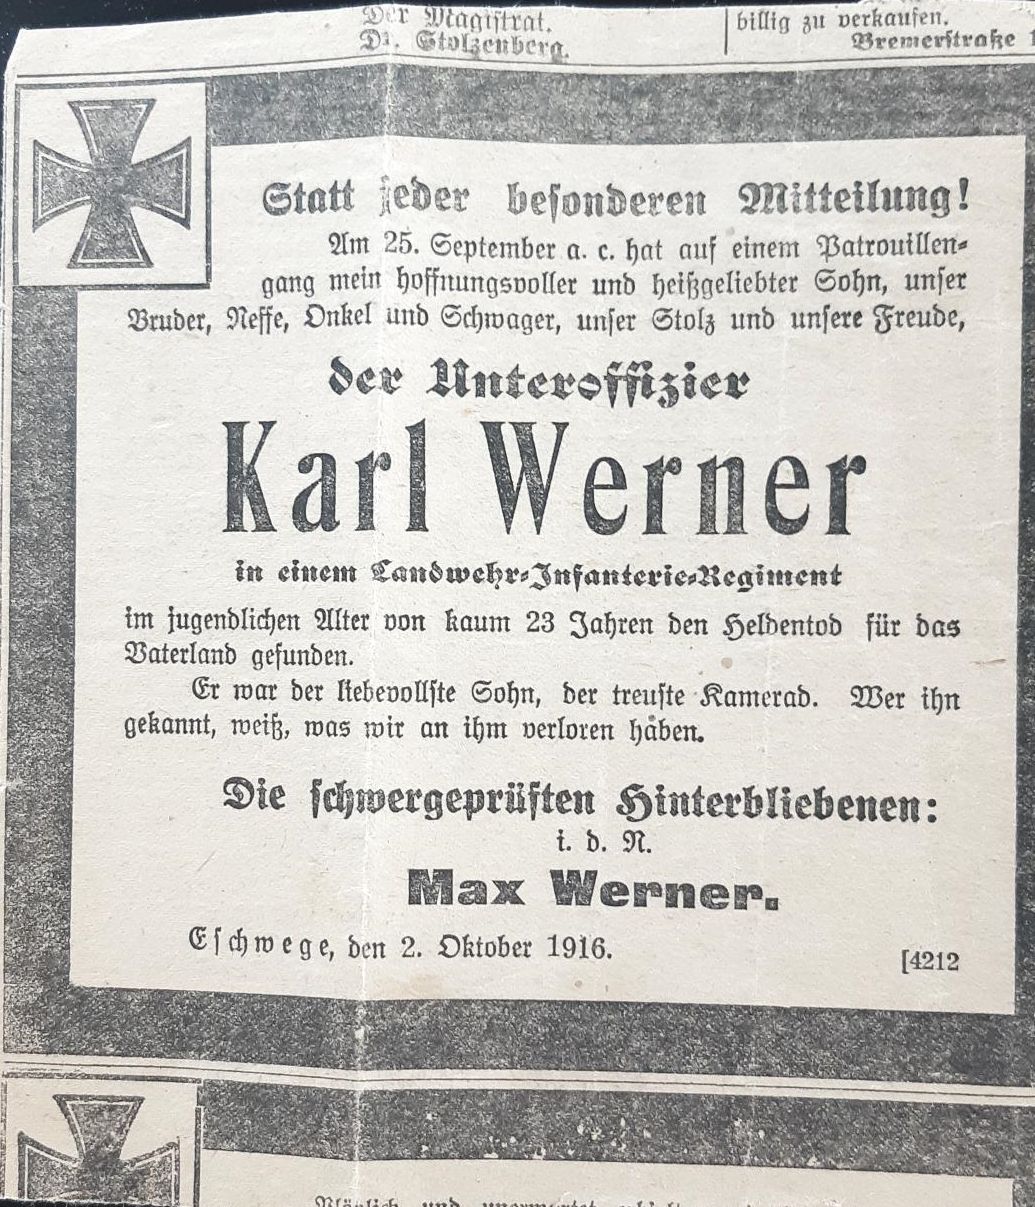 Der Magistrat.
Dr. Stolzenberg.
billig zu verkaufen.
Bremerstraße
Statt jeder besonderen Mitteilung!
Am 25. September a. c. hat auf einem Patrouillen-
gang mein hoffnungsvoller und heißgeliebter Sohn, unser
Bruder, Neffe, Onkel und Schwager, unser Stolz und unsere Freude,
der Unteroffizier
Karl Werner
in einem Landwehr-Infanterie-Regiment
im jugendlichen Alter von kaum 23 Jahren den Heldentod für das
Vaterland gefunden.
Er war der liebevollste Sohn, der treuste Kamerad. Wer ihn
gekannt, weiß, was wir an ihm verloren haben.
Die schwergeprüften Hinterbliebenen:
i. d. N.
Max Werner.
Eschwege, den 2. Oktober 1916.
[4212
Plötzlich und unerwartet